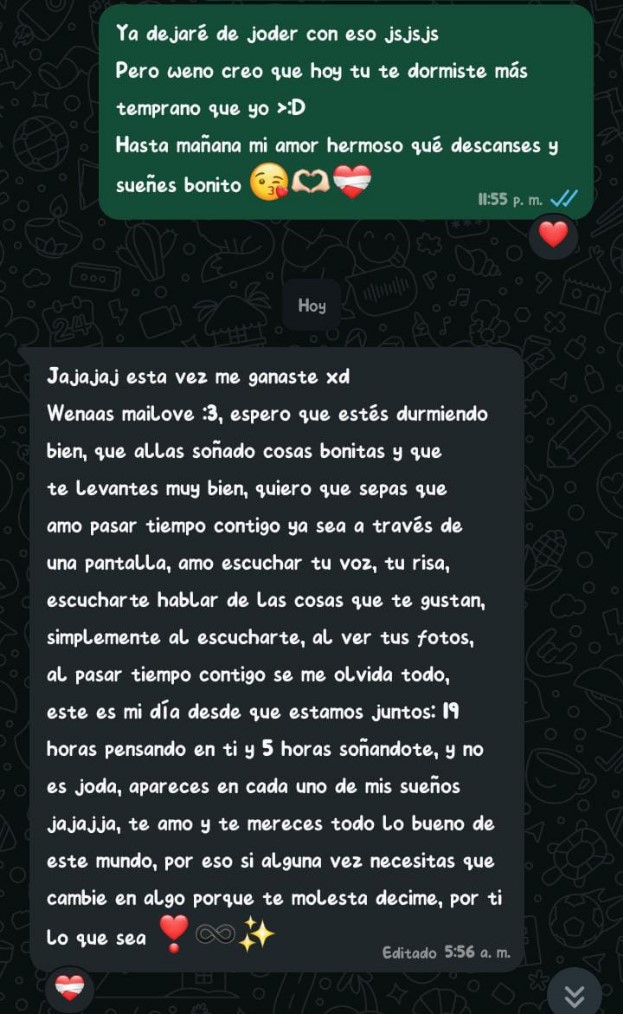 Ya dejaré de joder con eso jsjsjs
Pero weno creo que hoy tu te dormiste más
temprano que yo >:D
Hasta mañana mi amor hermoso qué descanses y
sueñes bonito 😘🫶🏻❤️‍🩹
11:55 p. m.
Hoy
Jajajaj esta vez me ganaste xd
Wenaas mailove :3, espero que estés durmiendo
bien, que allas soñado cosas bonitas y que
te levantes muy bien, quiero que sepas que
amo pasar tiempo contigo ya sea a través de
una pantalla, amo escuchar tu voz, tu risa,
escucharte hablar de las cosas que te gustan,
simplemente al escucharte, al ver tus fotos,
al pasar tiempo contigo se me olvida todo,
este es mi día desde que estamos juntos: 19
horas pensando en ti y 5 horas soñandote, y no
es joda, apareces en cada uno de mis sueños
jajajja, te amo y te mereces todo lo bueno de
este mundo, por eso si alguna vez necesitas que
cambie en algo porque te molesta decime, por ti
lo que sea ❣️♾️✨
Editado 5:56 a. m.